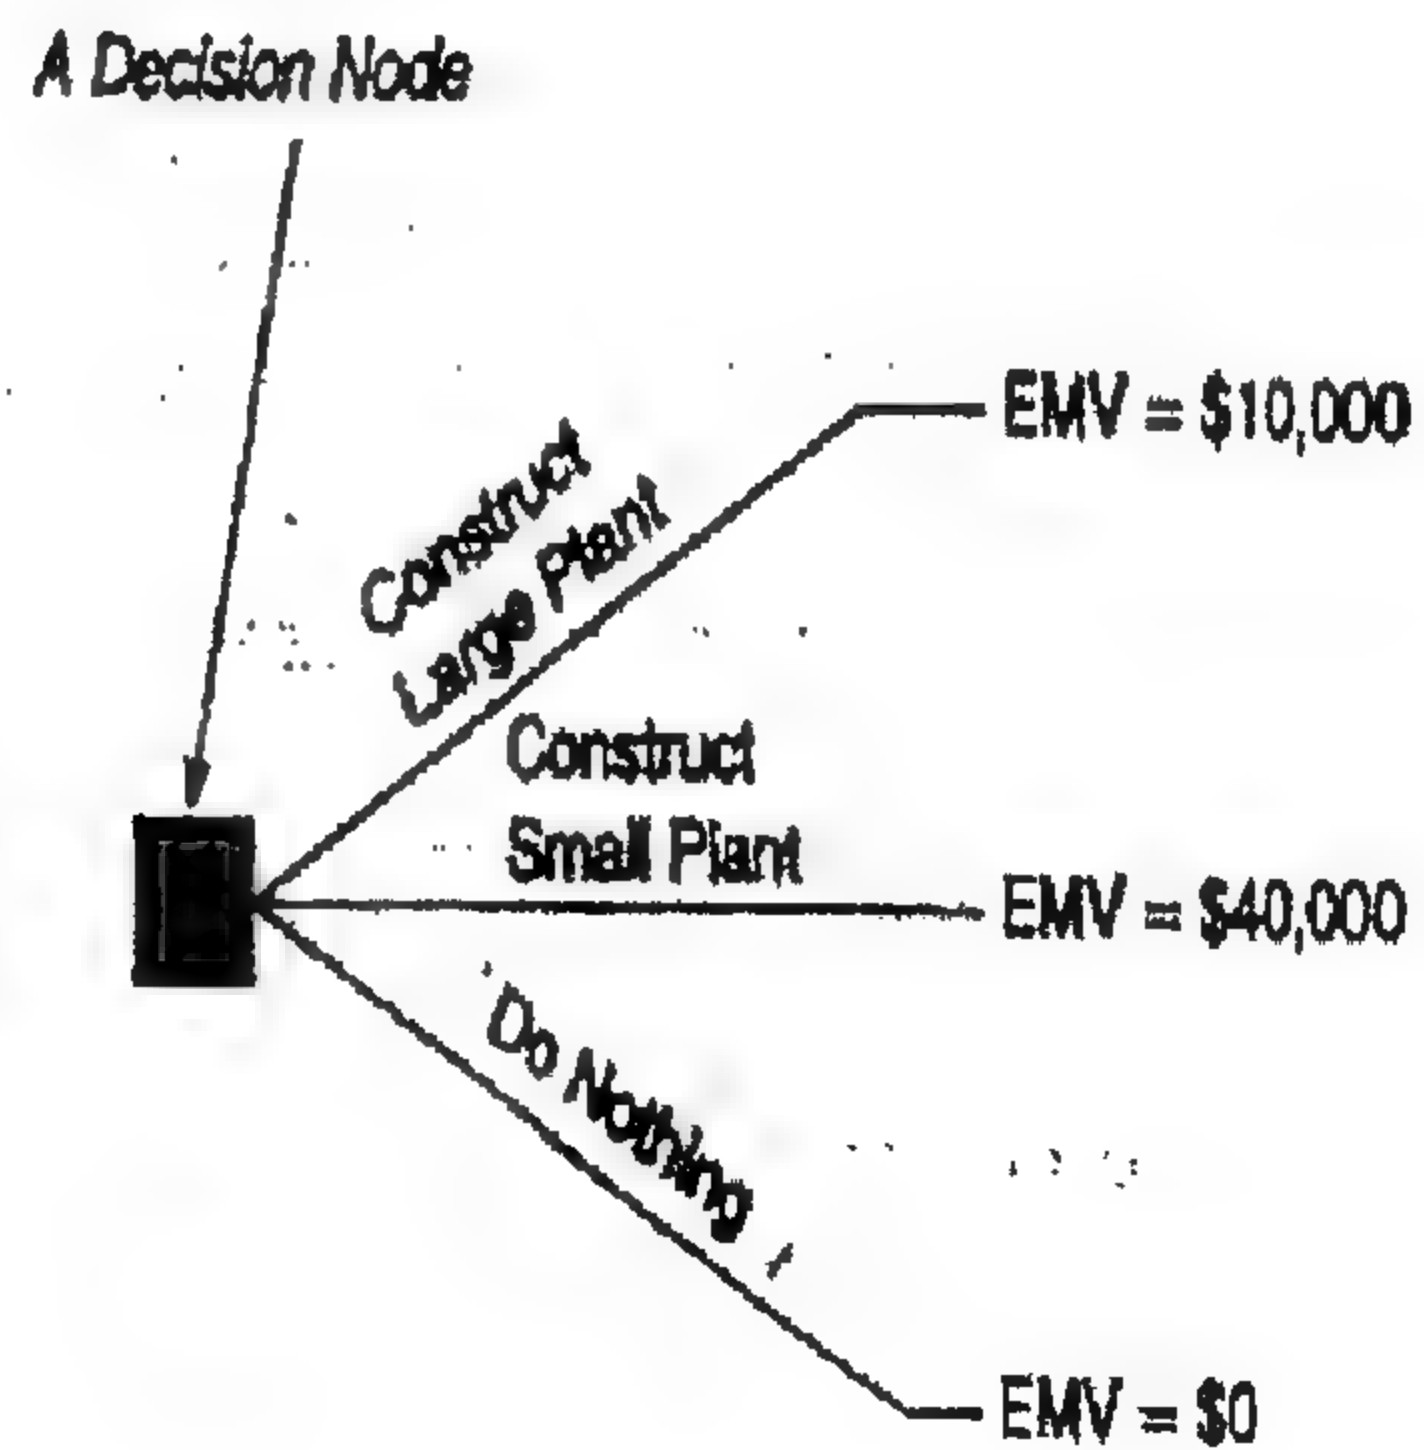 A Decision Node
EMV = $10,000
Construct
Large Plant
Construct
Small Plant
EMV = $40,000
Do Nothing
EMV = $0